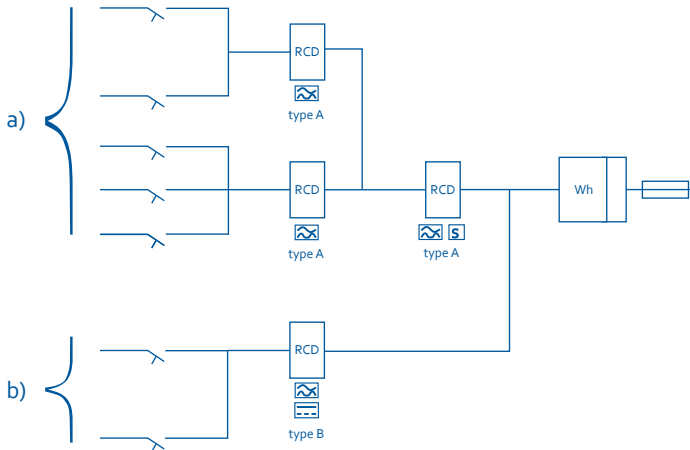 RCD
type A
a)
RCD
type A
RCD
S
type A
Wh
RCD
b)
type B